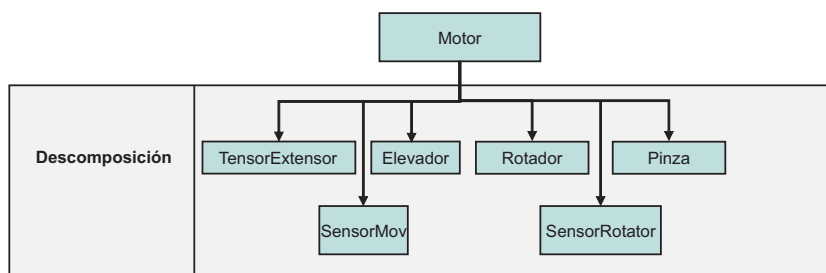 Motor
Descomposición
TensorExtensor
Elevador
Rotador
Pinza
SensorMov
SensorRotator